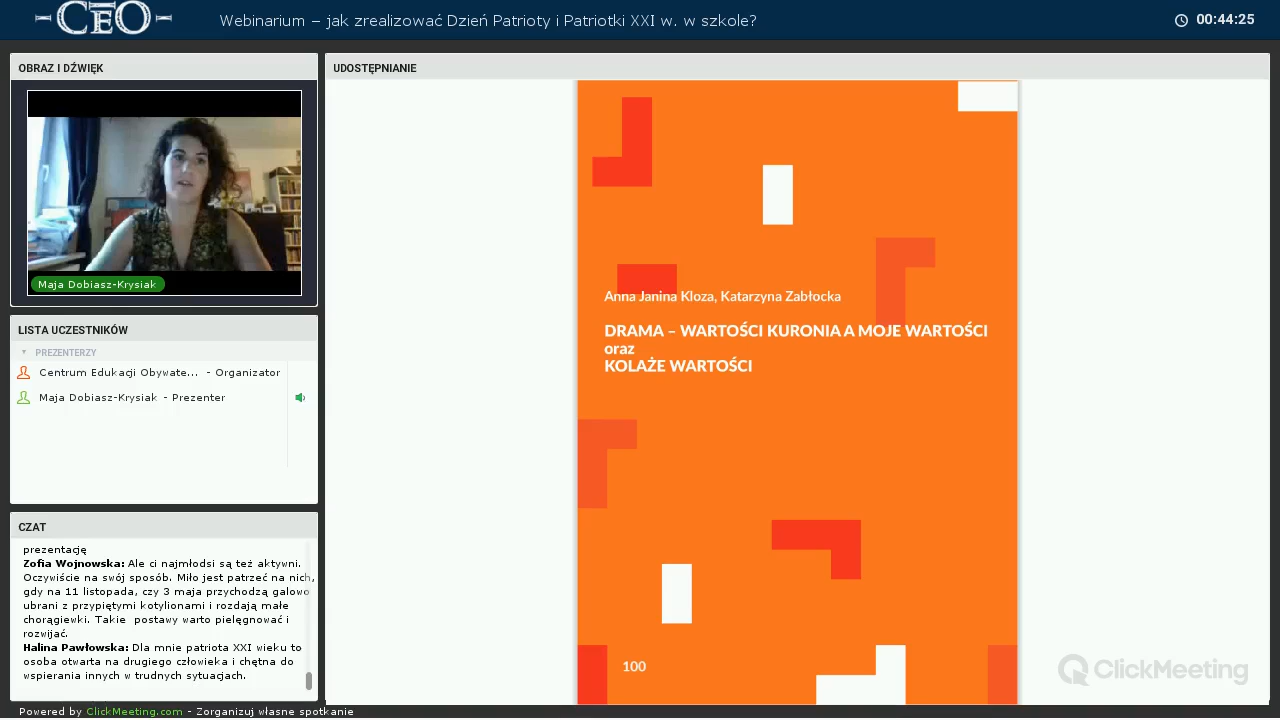 CEO
Webinarium – jak zrealizować Dzień Patrioty i Patriotki XXI w. w szkole?
00:44:25
OBRAZ I DŹWIĘK
Maja Dobiasz-Krysiak
LISTA UCZESTNIKÓW
PREZENTERZY
Centrum Edukacji Obywate... - Organizator
Maja Dobiasz-Krysiak - Prezenter
CZAT
prezentację
Zofia Wojnowska: Ale ci najmłodsi są też aktywni.
Oczywiście na swój sposób. Miło jest patrzeć na nich,
gdy na 11 listopada, czy 3 maja przychodzą galowo
ubrani z przypiętymi kotylionami i rozdają małe
chorągiewki. Takie postawy warto pielęgnować i
rozwijać.
Halina Pawłowska: Dla mnie patriota XXI wieku to
osoba otwarta na drugiego człowieka i chętna do
wspierania innych w trudnych sytuacjach.
UDOSTĘPNIANIE
Anna Janina Kloza, Katarzyna Zabłocka
DRAMA – WARTOŚCI KURONIA A MOJE WARTOŚCI
oraz
KOLAŻE WARTOŚCI
100
ClickMeeting
Powered by ClickMeeting.com - Zorganizuj własne spotkanie